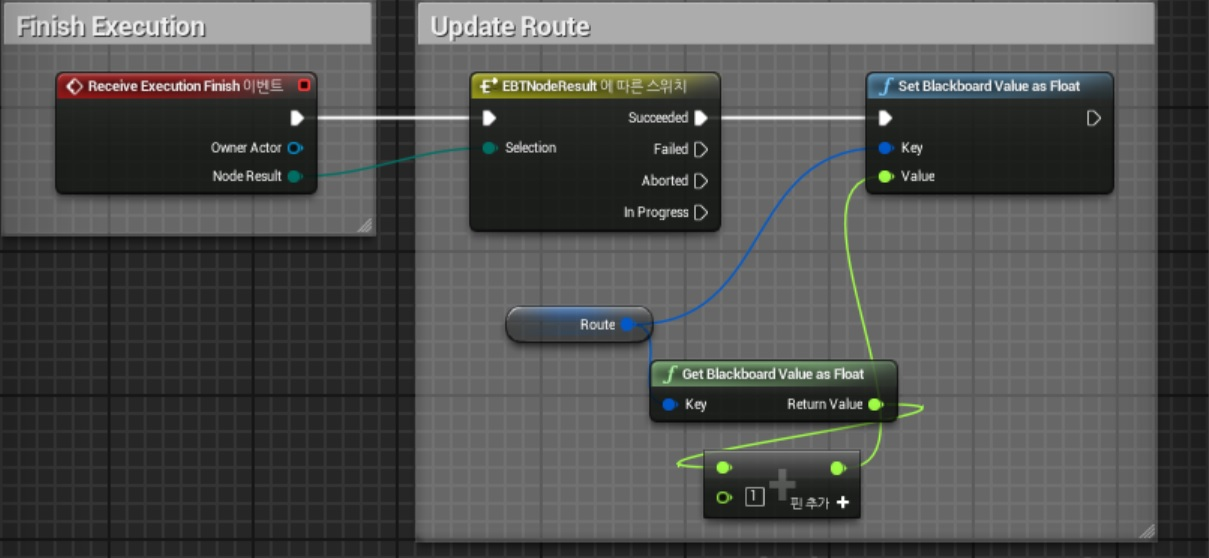 Finish Execution
Update Route
Receive Execution Finish 이벤트
Owner Actor
Node Result
EBTNodeResult 에 따른 스위치
Succeeded
Selection
Failed
Aborted
In Progress
Set Blackboard Value as Float
Key
Value
Route
Get Blackboard Value as Float
Key
Return Value
1
핀 추가